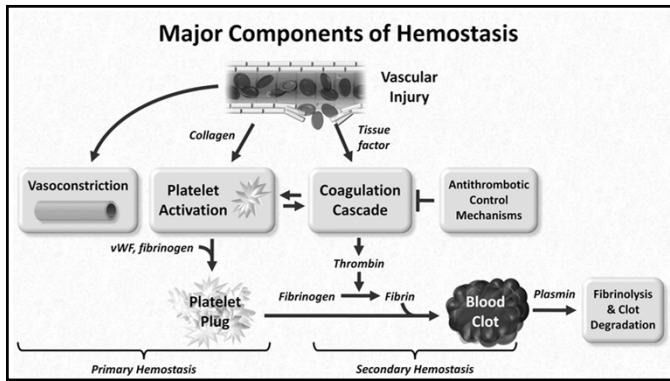 Major Components of Hemostasis
Vascular
Injury
Collagen
Tissue
factor
Vasoconstriction
Platelet
Activation
Coagulation
Cascade
Antithrombotic
Control
Mechanisms
vWF, fibrinogen
Thrombin
Platelet
Plug
Fibrinogen
Fibrin
Blood
Clot
Plasmin
Fibrinolysis
& Clot
Degradation
Primary Hemostasis
Secondary Hemostasis